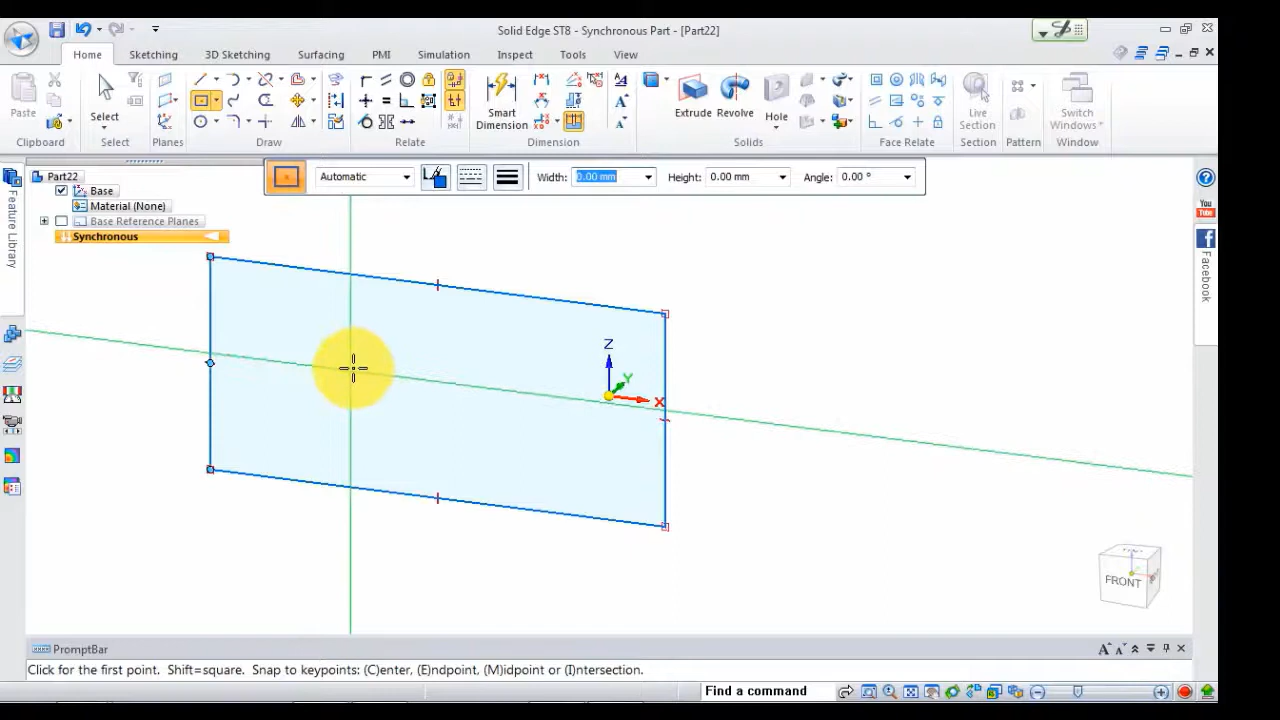 Solid Edge ST8 - Synchronous Part - [Part22]
Home Sketching 3D Sketching Surfacing PMI Simulation Inspect Tools View
Paste
Select
Smart Dimension
Extrude Revolve Hole
Live Section
Switch Windows
Clipboard Select Planes Draw Relate Dimension Solids Face Relate Section Pattern Window
Automatic Width: 0.00 mm Height: 0.00 mm Angle: 0.00 °
Part22
Base
Material (None)
Base Reference Planes
Synchronous
Feature Library
You Tube
Facebook
Z
Y
X
FRONT
PromptBar
Click for the first point. Shift=square. Snap to keypoints: (C)enter, (E)ndpoint, (M)idpoint or (I)ntersection.
Find a command